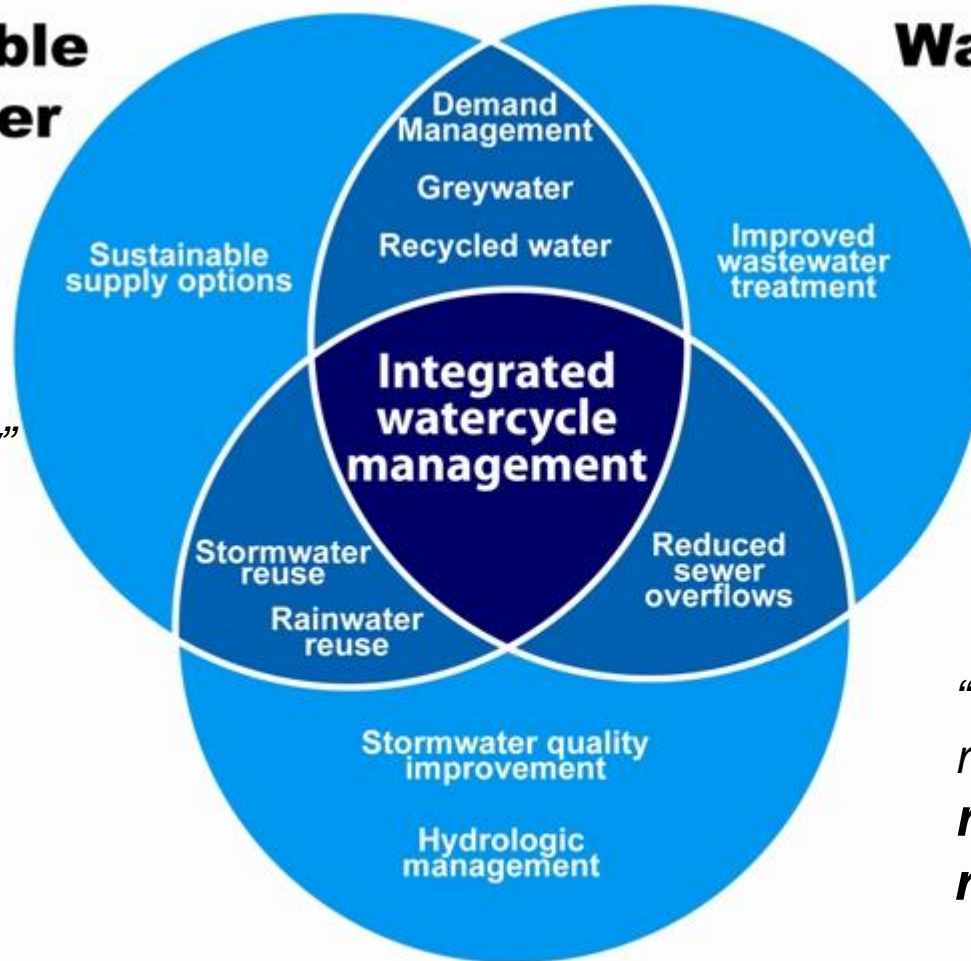 ble
er
Wa
Demand
Management
Greywater
Recycled water
Sustainable
supply options
Improved
wastewater
treatment
Integrated
watercycle
management
”
Stormwater
reuse
Rainwater
reuse
Reduced
sewer
overflows
Stormwater quality
improvement
Hydrologic
management
“
r
r